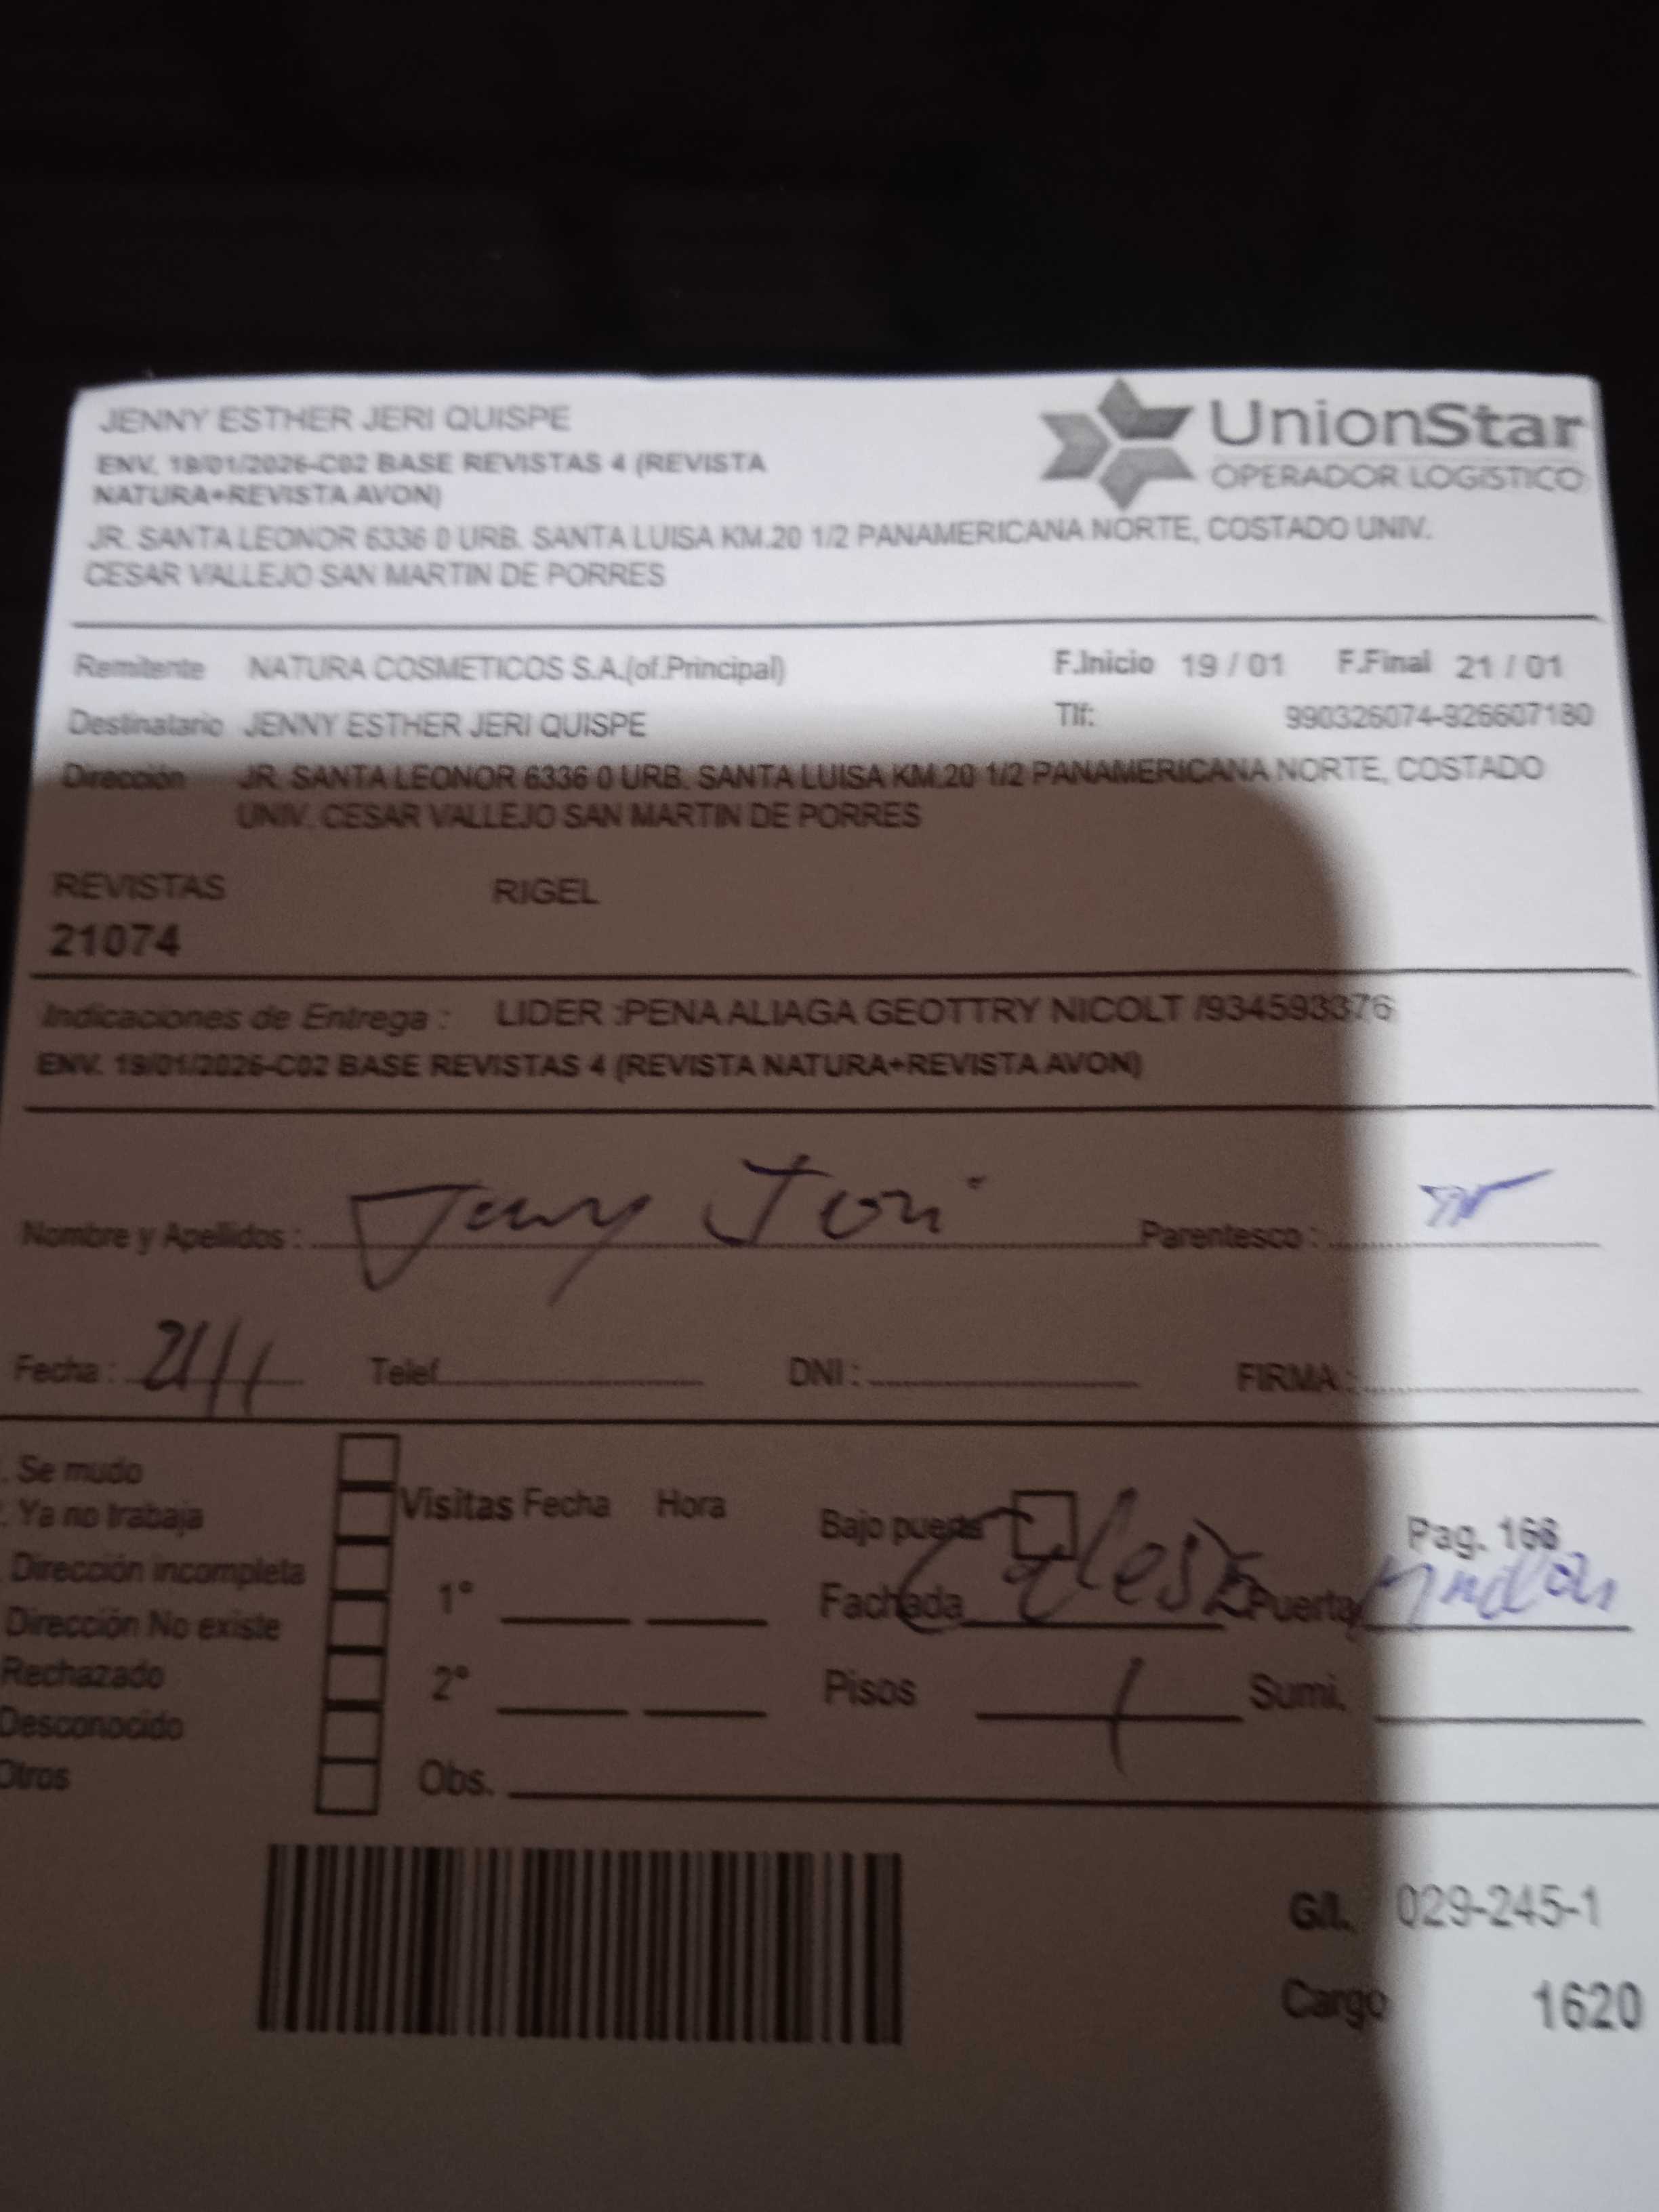 JENNY ESTHER JERI QUISPE
UnionStar
OPERADOR LOGÍSTICO
ENV. 19/01/2026-C02 BASE REVISTAS 4 (REVISTA
NATURA+REVISTA AVON)
JR. SANTA LEONOR 6336 0 URB. SANTA LUISA KM.20 1/2 PANAMERICANA NORTE, COSTADO UNIV.
CESAR VALLEJO SAN MARTIN DE PORRES
Remitente NATURA COSMETICOS S.A.(of.Principal) F.Inicio 19 / 01 F.Final 21 / 01
Destinatario JENNY ESTHER JERI QUISPE Tlf: 990326074-926607180
Dirección JR. SANTA LEONOR 6336 0 URB. SANTA LUISA KM.20 1/2 PANAMERICANA NORTE, COSTADO
UNIV. CESAR VALLEJO SAN MARTIN DE PORRES
REVISTAS RIGEL
21074
Indicaciones de Entrega : LIDER :PENA ALIAGA GEOTTRY NICOLT /934593376
ENV. 19/01/2026-C02 BASE REVISTAS 4 (REVISTA NATURA+REVISTA AVON)
Nombre y Apellidos : Jeny Jeri Parentesco :
Fecha : 21/1 Telef. DNI : FIRMA :
. Se mudo
. Ya no trabaja
Dirección incompleta
Dirección No existe
Rechazado
Desconocido
Otros
Visitas Fecha Hora
1°
2°
Obs.
Bajo puerta Pag. 168
Fachada Puerta
Pisos 1 Sumi.
G/L. 029-245-1
Cargo 1620